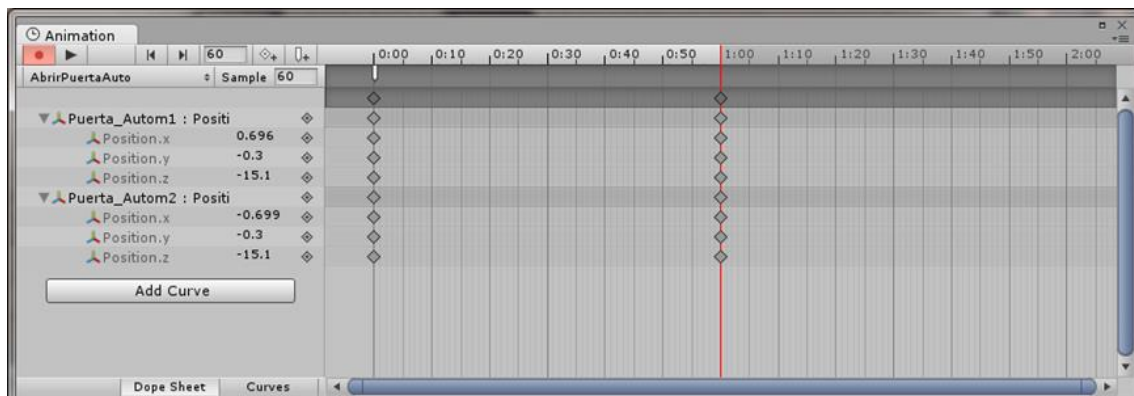 Animation
60 0:00 0:10 0:20 0:30 0:40 0:50 1:00 1:10 1:20 1:30 1:40 1:50 2:00
AbrirPuertaAuto Sample 60
Puerta_Autom1 : Positi
Position.x 0.696
Position.y -0.3
Position.z -15.1
Puerta_Autom2 : Positi
Position.x -0.699
Position.y -0.3
Position.z -15.1
Add Curve
Dope Sheet Curves